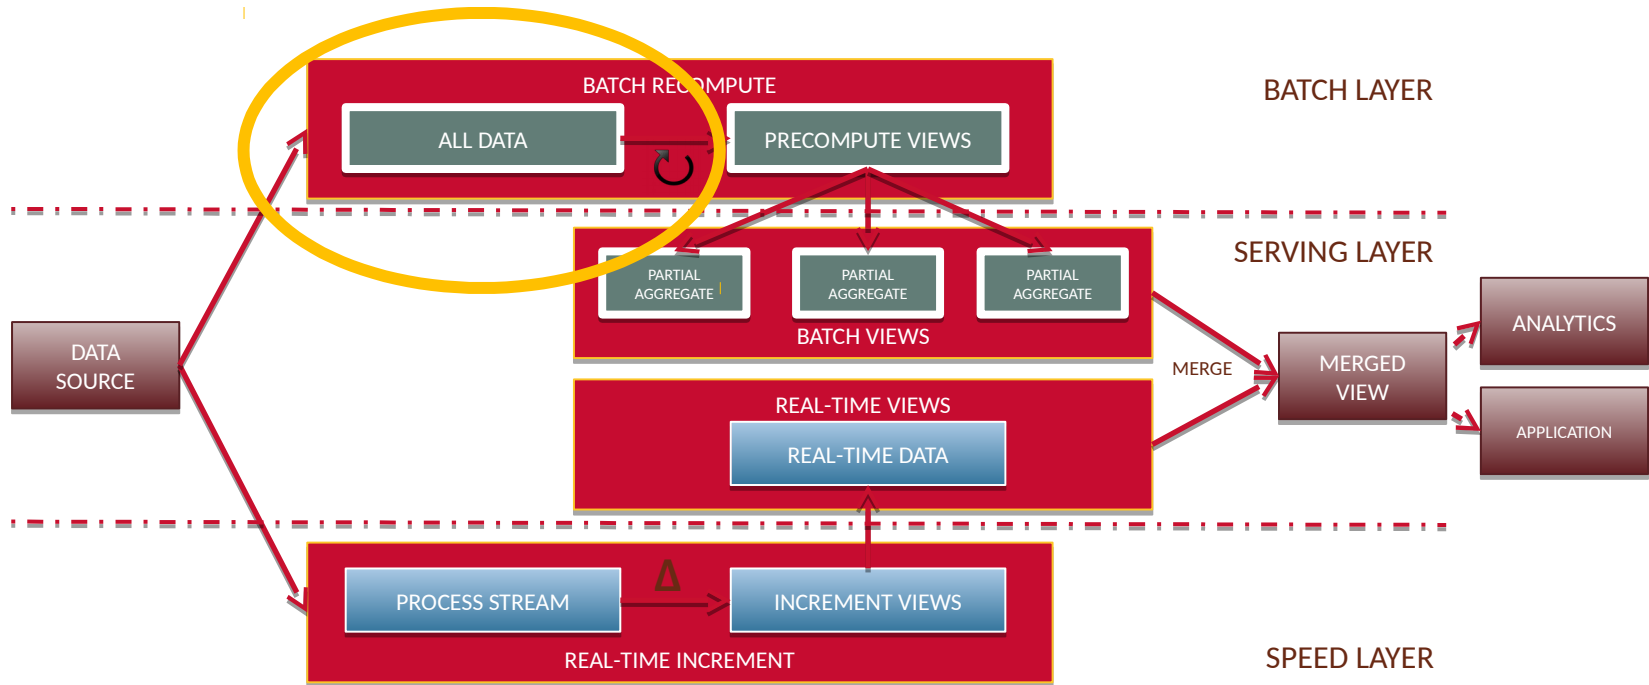 BATCH RECOMPUTE
BATCH LAYER
ALL DATA
PRECOMPUTE VIEWS
SERVING LAYER
PARTIAL
AGGREGATE
PARTIAL
AGGREGATE
PARTIAL
AGGREGATE
BATCH VIEWS
DATA
SOURCE
MERGE
MERGED
VIEW
ANALYTICS
APPLICATION
REAL-TIME VIEWS
REAL-TIME DATA
Δ
PROCESS STREAM
INCREMENT VIEWS
REAL-TIME INCREMENT
SPEED LAYER